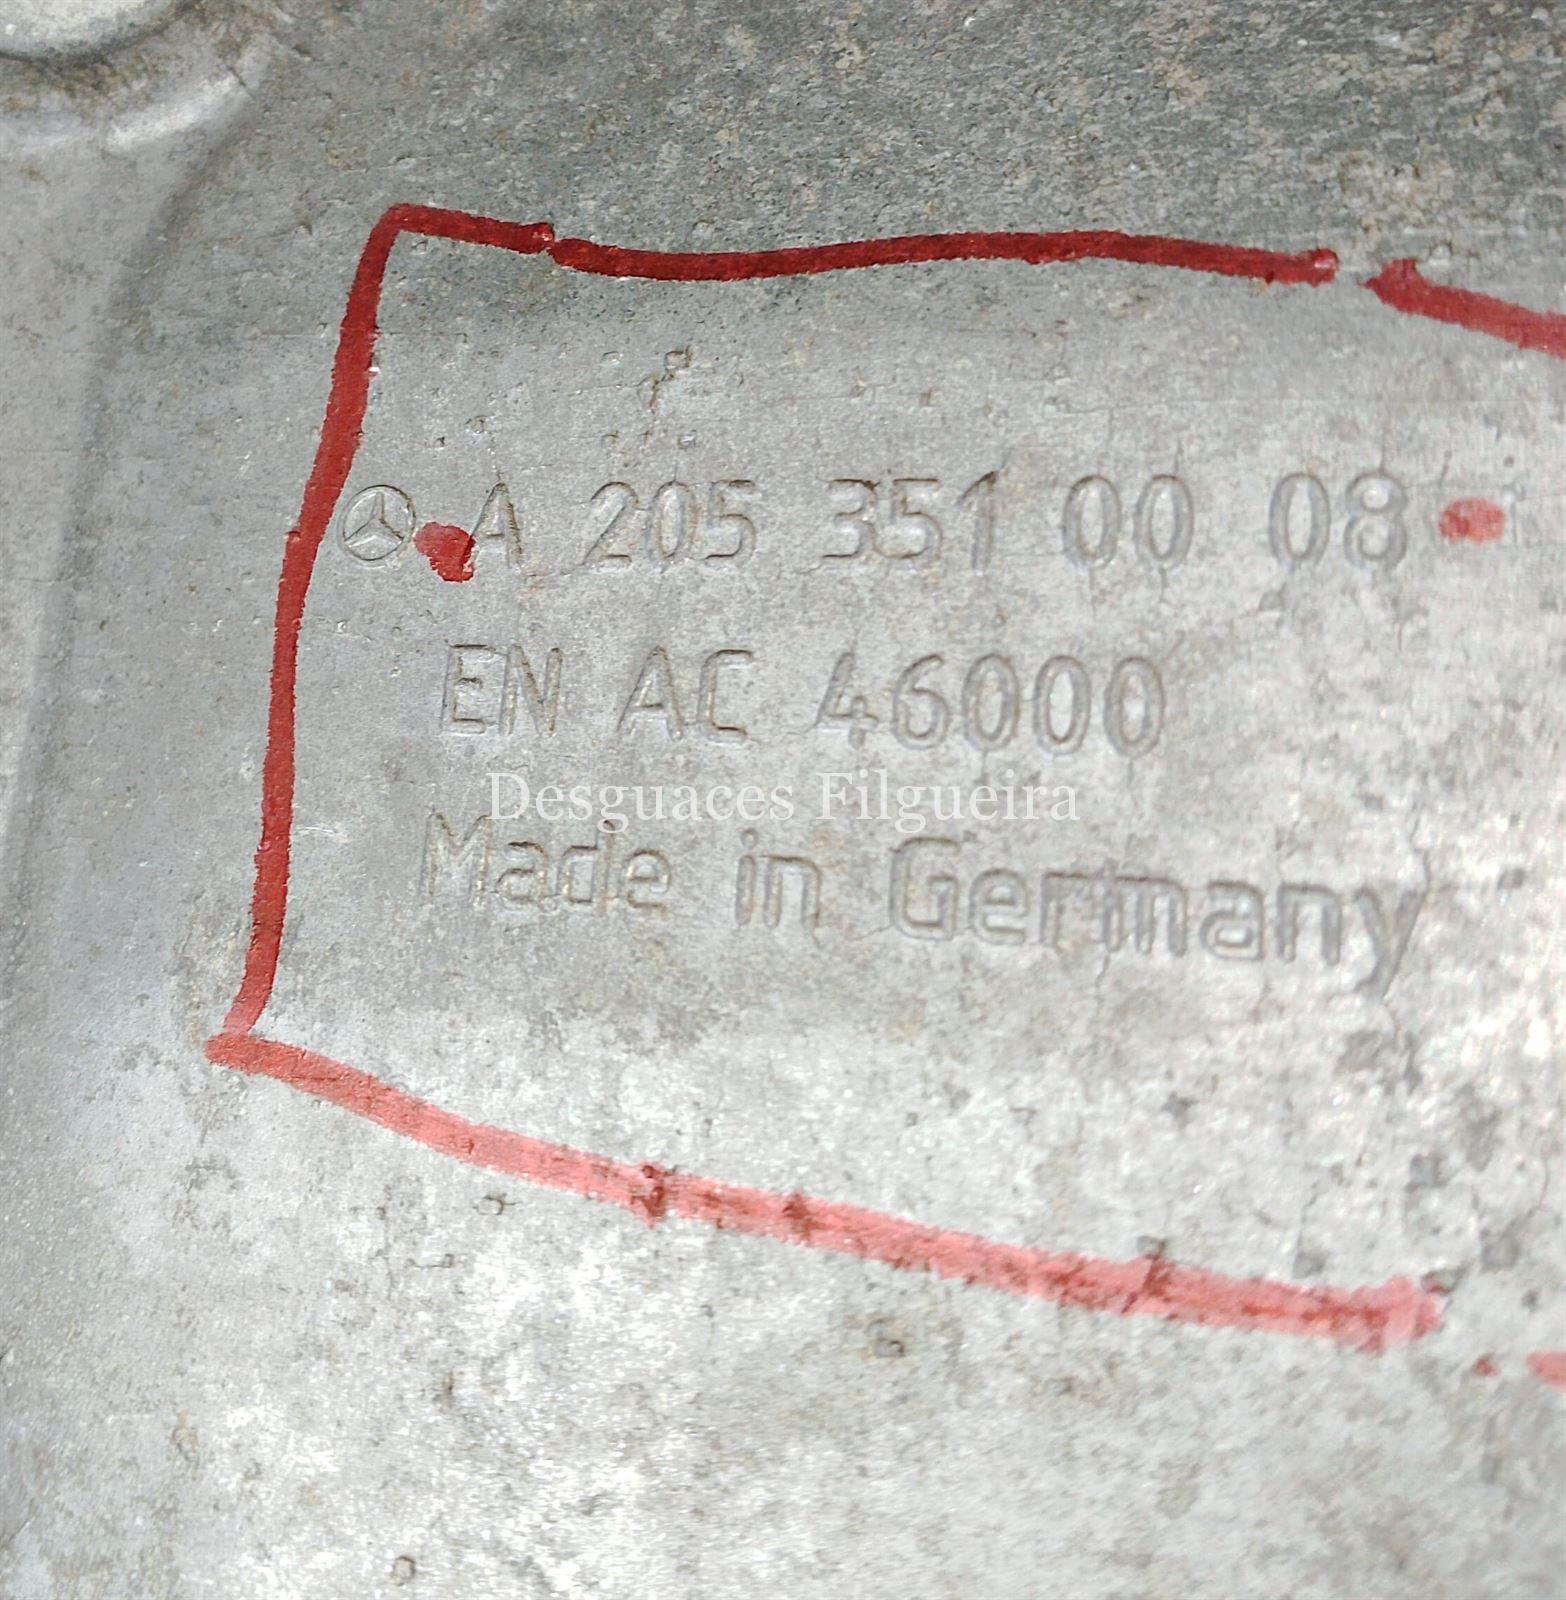 A 205 351 00 08
EN AC 46000
Desguaces Filgueira
Made in Germany